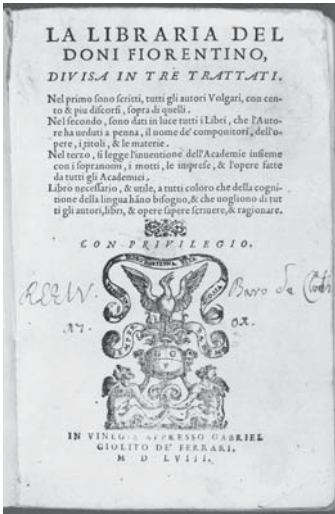 LA LIBRARIA DEL
DONI FIORENTINO,
DIVISA IN TRE TRATTATI.
Nel primo sono scritti, tutti gli autori Volgari, con cen-
to & piu discorsi, sopra di quelli.
Nel secondo, sono dati in luce tutti i Libri, che l'Auto-
re ha ueduti a penna, il nome de' componitori, dell'o-
pere, i titoli, & le materie.
Nel terzo, si legge l'inuentione dell'Academie insieme
con i sopranomi, i motti, le imprese, & l'opere fatte
da tutti gli Academici.
Libro necessario, & utile, a tutti coloro che della cogni-
tione della lingua hãno bisogno, & che uogliono di tut
ti gli autori, libri, & opere sapere scriuere, & ragionare.
CON PRIVILEGIO.
Barro da
IN VINEGIA APPRESSO GABRIEL
GIOLITO DE' FERRARI.
M D LVIII.